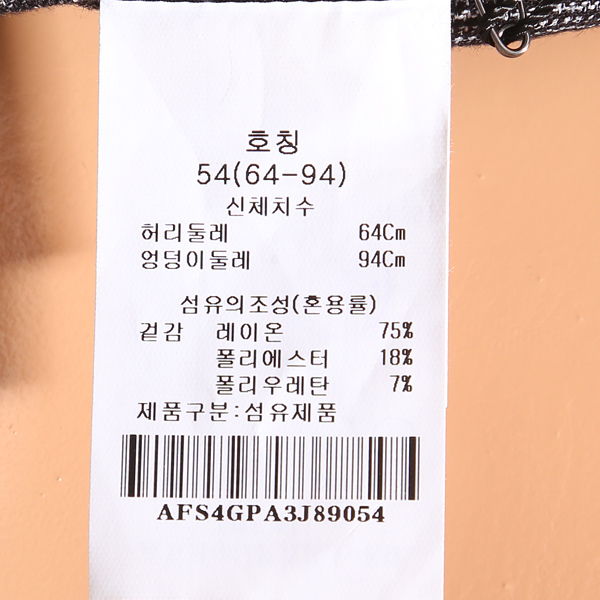 호칭
54(64-94)
신체치수
허리둘레 64Cm
엉덩이둘레 94Cm
섬유의조성(혼용률)
겉감 레이온 75%
폴리에스터 18%
폴리우레탄 7%
제품구분:섬유제품
AFS4GPA3J89054